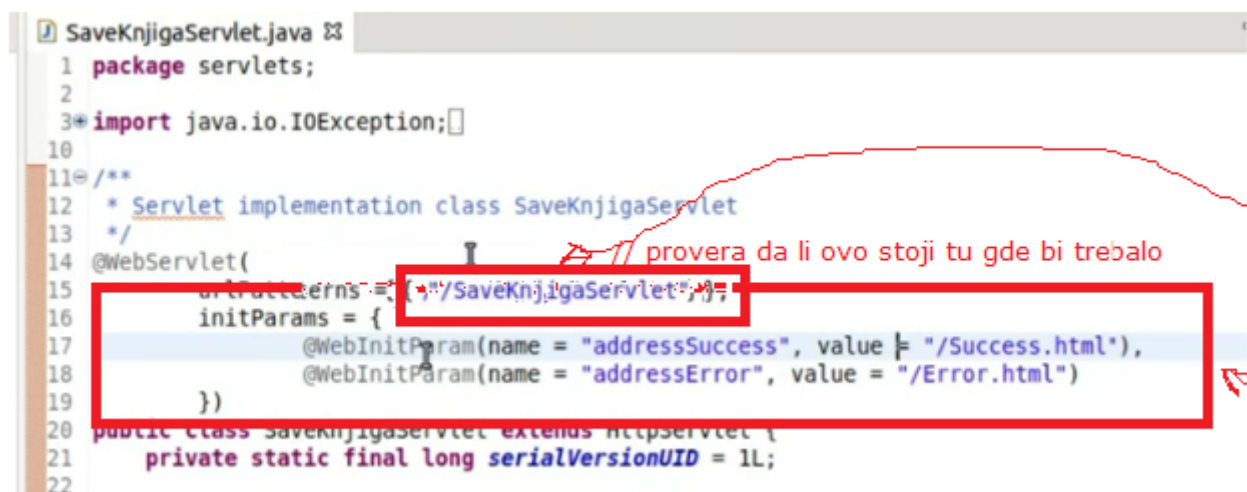 SaveKnjigaServlet.java
1 package servlets;
2
3 import java.io.IOException;
10
11 /**
12 * Servlet implementation class SaveKnjigaServlet
13 */
// provera da li ovo stoji tu gde bi trebalo
14 @WebServlet(
15 urlPatterns = { "/SaveKnjigaServlet" },
16 initParams = {
17 @WebInitParam(name = "addressSuccess", value = "/Success.html"),
18 @WebInitParam(name = "addressError", value = "/Error.html")
19 })
20 public class SaveKnjigaServlet extends HttpServlet {
21 private static final long serialVersionUID = 1L;
22